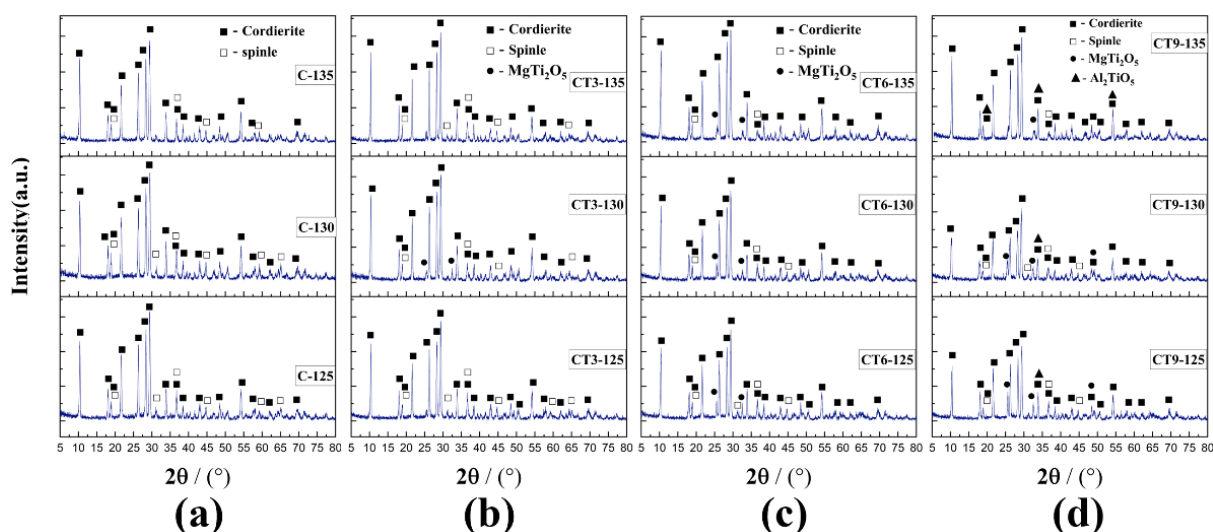 Intensity(a.u.)
■ - Cordierite
□ - spinle
C-135
C-130
C-125
5 10 15 20 25 30 35 40 45 50 55 60 65 70 75 80
2θ / (°)
(a)
■ - Cordierite
□ - Spinle
● - MgTi₂O₅
CT3-135
CT3-130
CT3-125
5 10 15 20 25 30 35 40 45 50 55 60 65 70 75 80
2θ / (°)
(b)
■ - Cordierite
□ - Spinle
● - MgTi₂O₅
CT6-135
CT6-130
CT6-125
5 10 15 20 25 30 35 40 45 50 55 60 65 70 75 80
2θ / (°)
(c)
■ - Cordierite
□ - Spinle
● - MgTi₂O₅
▲ - Al₂TiO₅
CT9-135
CT9-130
■ - Cordierite
□ - Spinle
● - MgTi₂O₅
▲ - Al₂TiO₅
CT9-125
5 10 15 20 25 30 35 40 45 50 55 60 65 70 75 80
2θ / (°)
(d)